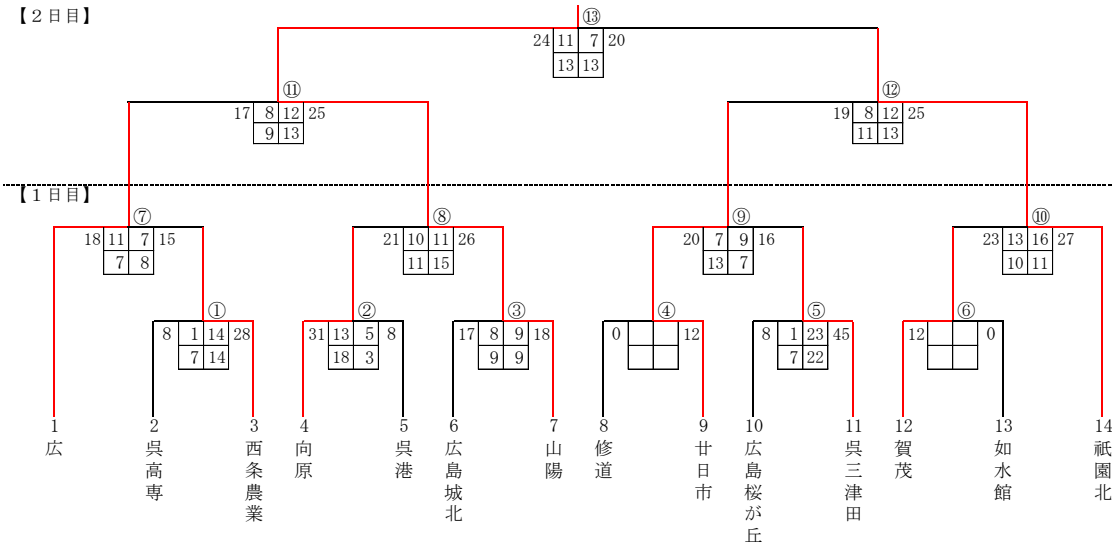 【２日目】
⑬
24 11 7 20
13 13
⑪ ⑫
17 8 12 25 19 8 12 25
9 13 11 13
【１日目】
⑦ ⑧ ⑨ ⑩
18 11 7 15 21 10 11 26 20 7 9 16 23 13 16 27
7 8 11 15 13 7 10 11
① ② ③ ④ ⑤ ⑥
8 1 14 28 31 13 5 8 17 8 9 18 0 12 8 1 23 45 12 0
7 14 18 3 9 9 7 22
1 2 3 4 5 6 7 8 9 10 11 12 13 14
広
呉高専
西条農業
向原
呉港
広島城北
山陽
修道
廿日市
広島桜が丘
呉三津田
賀茂
如水館
祇園北